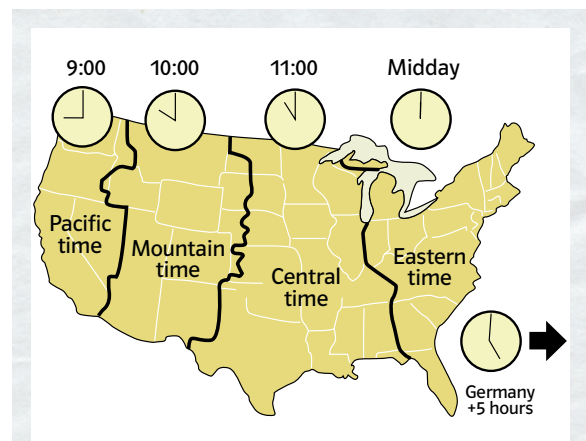 9:00
10:00
11:00
Midday
Pacific
time
Mountain
time
Central
time
Eastern
time
Germany
+5 hours